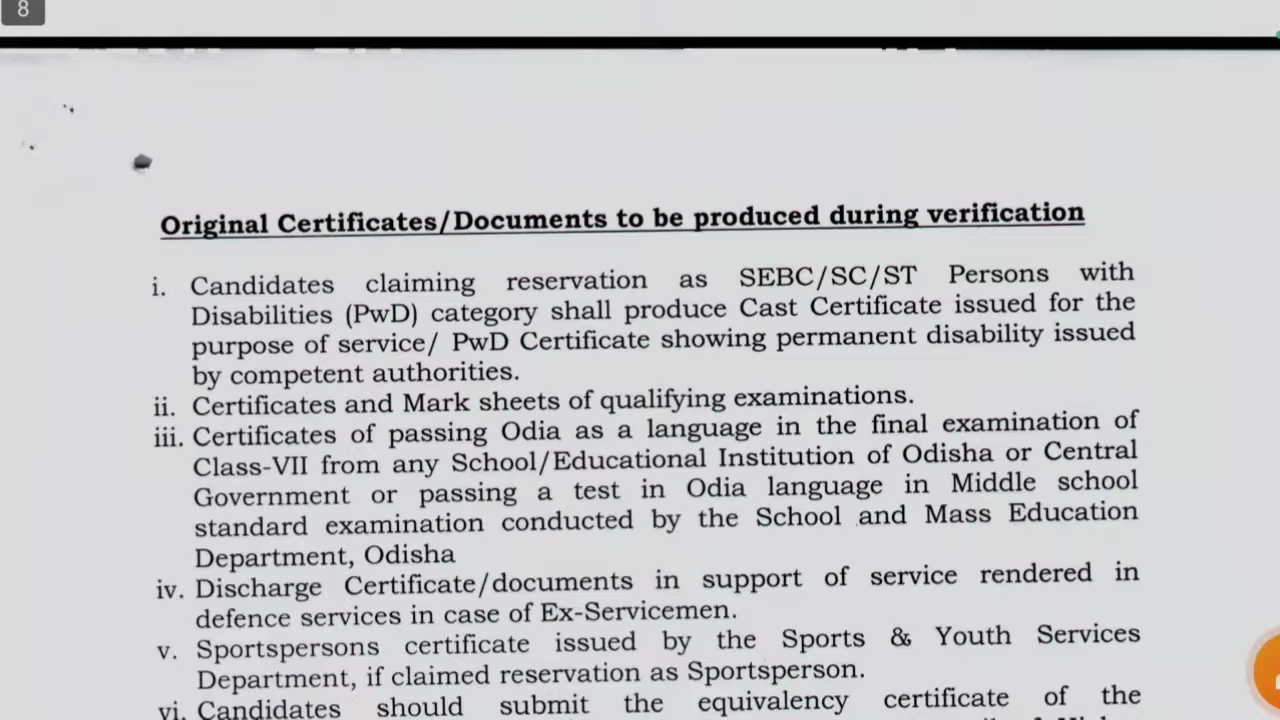 8
Original Certificates/Documents to be produced during verification
i. Candidates claiming reservation as SEBC/SC/ST Persons with
Disabilities (PwD) category shall produce Cast Certificate issued for the
purpose of service/ PwD Certificate showing permanent disability issued
by competent authorities.
ii. Certificates and Mark sheets of qualifying examinations.
iii. Certificates of passing Odia as a language in the final examination of
Class-VII from any School/Educational Institution of Odisha or Central
Government or passing a test in Odia language in Middle school
standard examination conducted by the School and Mass Education
Department, Odisha
iv. Discharge Certificate/documents in support of service rendered in
defence services in case of Ex-Servicemen.
v. Sportspersons certificate issued by the Sports & Youth Services
Department, if claimed reservation as Sportsperson.
vi. Candidates should submit the equivalency certificate of the